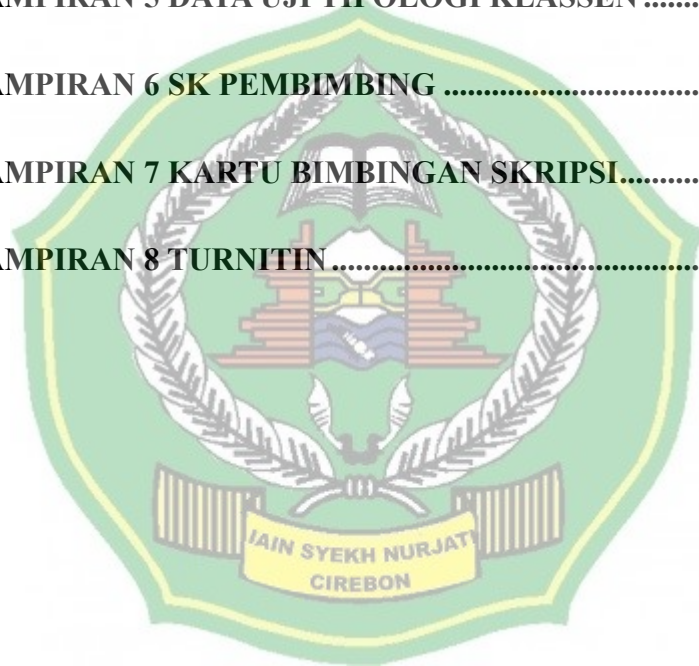 AMPIRAN 5 DATA UJI TIPOLOGI KLASSEN ........
AMPIRAN 6 SK PEMBIMBING .................................
AMPIRAN 7 KARTU BIMBINGAN SKRIPSI...........
AMPIRAN 8 TURNITIN ...............................................
IAIN SYEKH NURJATI
CIREBON